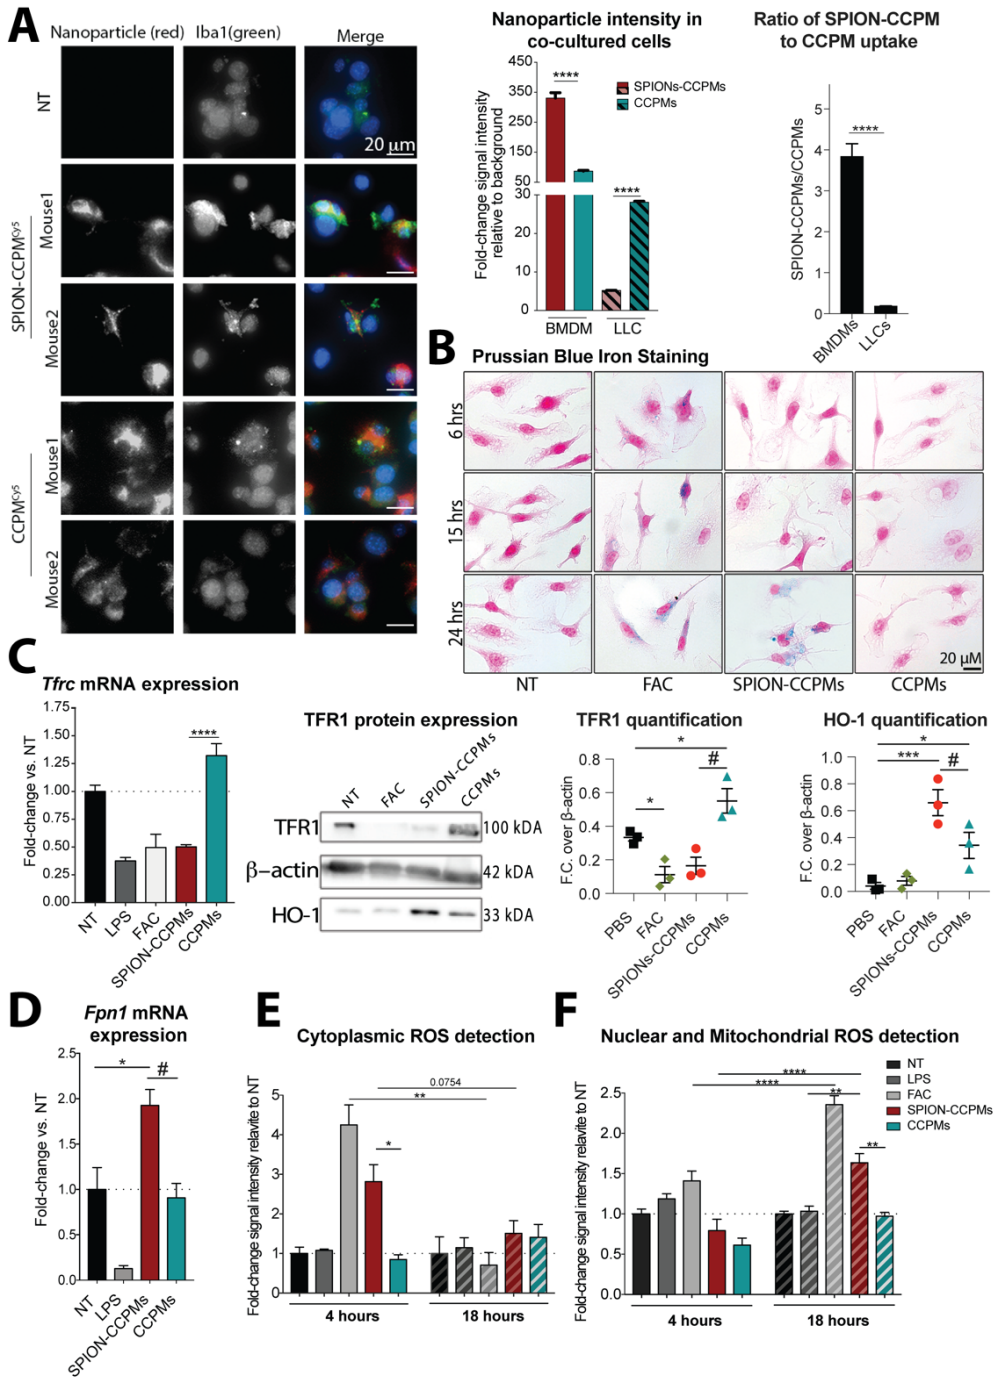 A
Nanoparticle (red)
Iba1(green)
Merge
NT
20 µm
SPION-CCPMCy5
Mouse1
Mouse2
CCPMCy5
Mouse1
Mouse2
Nanoparticle intensity in
co-cultured cells
Fold-change signal intensity
relative to background
450
350
250
150
50
30
20
10
0
****
****
BMDM
LLC
SPIONs-CCPMs
CCPMs
Ratio of SPION-CCPM
to CCPM uptake
SPION-CCPMs/CCPMs
5
4
3
2
1
0
****
BMDMs
LLCs
B
Prussian Blue Iron Staining
6 hrs
15 hrs
24 hrs
20 µM
NT
FAC
SPION-CCPMs
CCPMs
C
Tfrc mRNA expression
Fold-change vs. NT
1.75
1.50
1.25
1.00
0.75
0.50
0.25
0.00
****
NT
LPS
FAC
SPION-CCPMs
CCPMs
TFR1 protein expression
NT
FAC
SPION-CCPMs
CCPMs
TFR1
100 kDA
β-actin
42 kDA
HO-1
33 kDA
TFR1 quantification
F.C. over β-actin
0.8
0.6
0.4
0.2
0.0
*
#
*
PBS
FAC
SPIONs-CCPMs
CCPMs
HO-1 quantification
F.C. over β-actin
1.0
0.8
0.6
0.4
0.2
0.0
*
***
#
PBS
FAC
SPIONs-CCPMs
CCPMs
D
Fpn1 mRNA
expression
Fold-change vs. NT
2.5
2.0
1.5
1.0
0.5
0.0
*
#
NT
LPS
SPION-CCPMs
CCPMs
E
Cytoplasmic ROS detection
Fold-change signal intensity relavite to NT
5
4
3
2
1
0
0.0754
**
*
4 hours
18 hours
F
Nuclear and Mitochondrial ROS detection
Fold-change signal intensity relavite to NT
2.5
2.0
1.5
1.0
0.5
0.0
****
****
**
**
4 hours
18 hours
NT
LPS
FAC
SPION-CCPMs
CCPMs